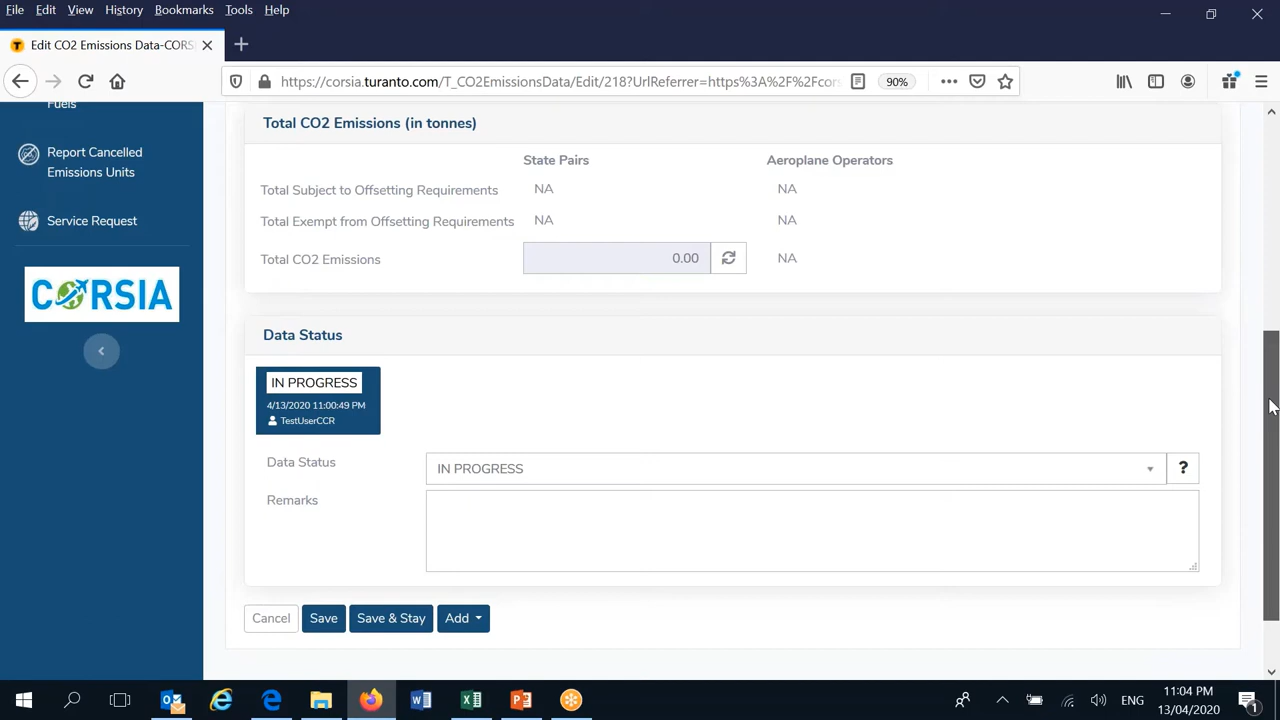 File Edit View History Bookmarks Tools Help
Edit CO2 Emissions Data-CORS
https://corsia.turanto.com/T_CO2EmissionsData/Edit/218?UrlReferrer=https%3A%2F%2Fcor 90%
Fuels
Report Cancelled
Emissions Units
Service Request
CORSIA
Total CO2 Emissions (in tonnes)
State Pairs Aeroplane Operators
Total Subject to Offsetting Requirements NA NA
Total Exempt from Offsetting Requirements NA NA
Total CO2 Emissions 0.00 NA
Data Status
IN PROGRESS
4/13/2020 11:00:49 PM
TestUserCCR
Data Status IN PROGRESS ?
Remarks
Cancel Save Save & Stay Add
ENG
11:04 PM
13/04/2020
1